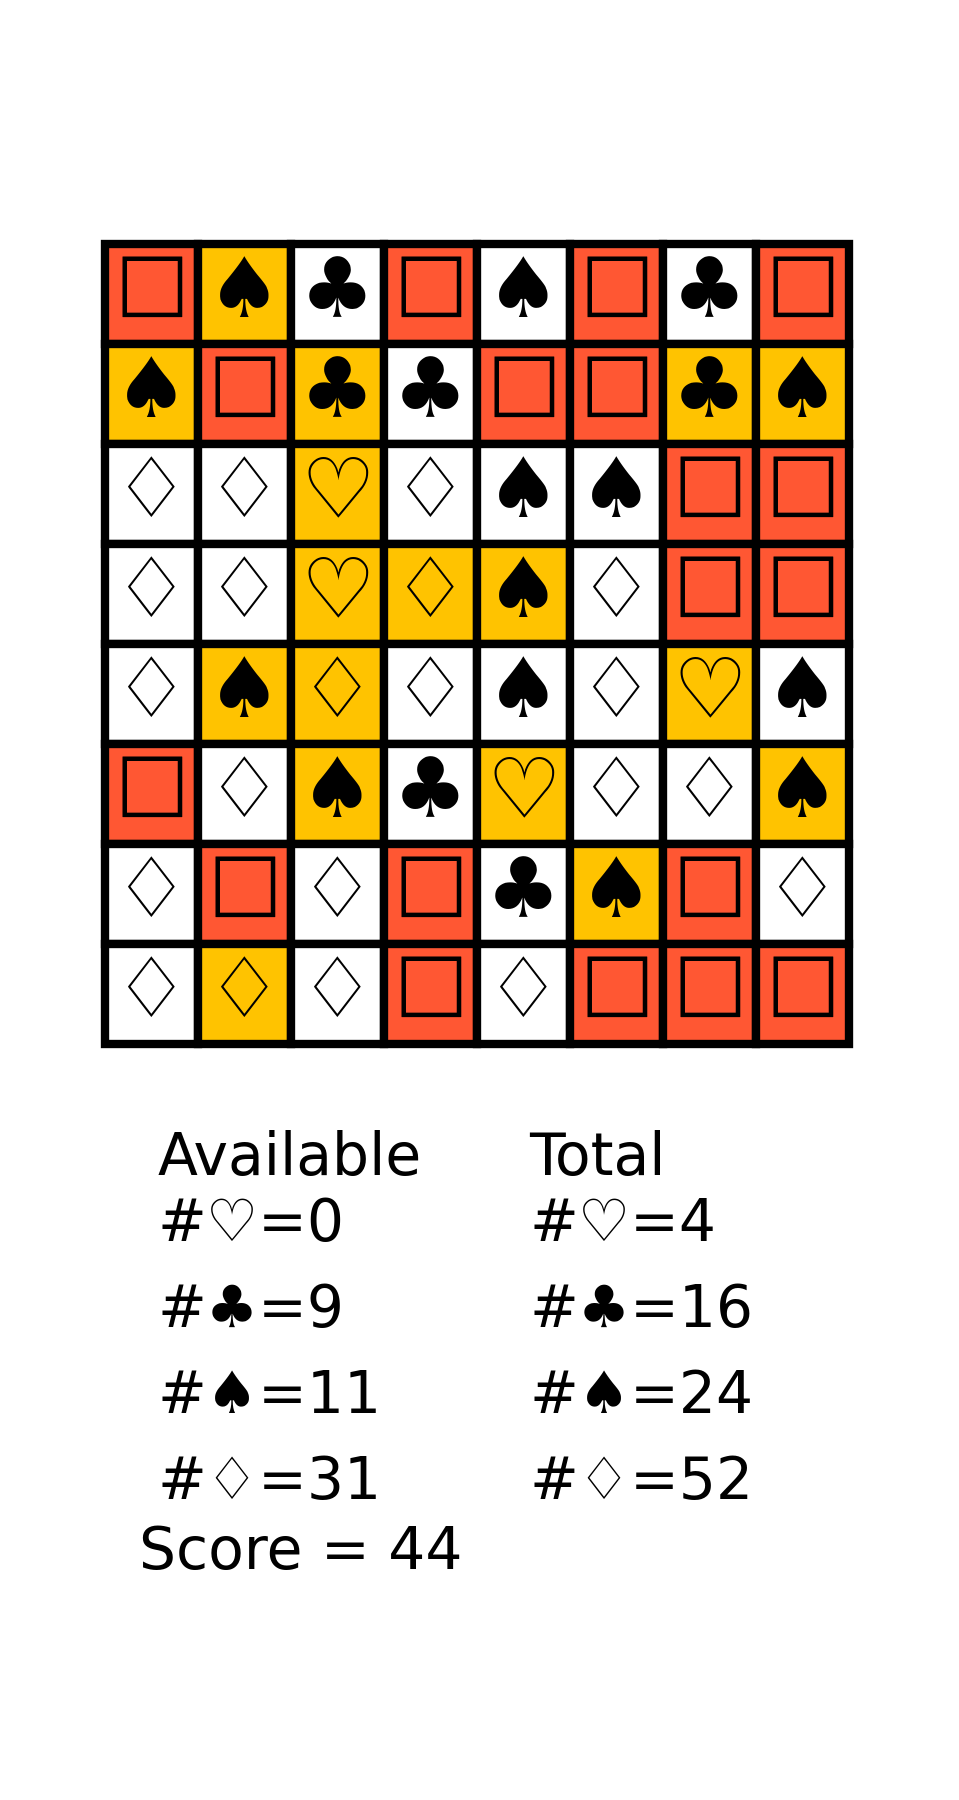 □ ♠ ♣ □ ♠ □ ♣ □
♠ □ ♣ ♣ □ □ ♣ ♠
♢ ♢ ♡ ♢ ♠ ♠ □ □
♢ ♢ ♡ ♢ ♠ ♢ □ □
♢ ♠ ♢ ♢ ♠ ♢ ♡ ♠
□ ♢ ♠ ♣ ♡ ♢ ♢ ♠
♢ □ ♢ □ ♣ ♠ □ ♢
♢ ♢ ♢ □ ♢ □ □ □
Available Total
#♡=0 #♡=4
#♣=9 #♣=16
#♠=11 #♠=24
#♢=31 #♢=52
Score = 44